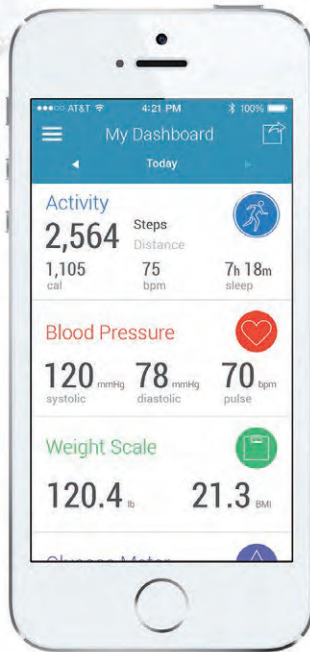 AT&T 4:21 PM 100%
My Dashboard
Today
Activity
2,564 Steps
Distance
1,105 75 7h 18m
cal bpm sleep
Blood Pressure
120 mmHg 78 mmHg 70 bpm
systolic diastolic pulse
Weight Scale
120.4 lb 21.3 BMI
Glucose Meter